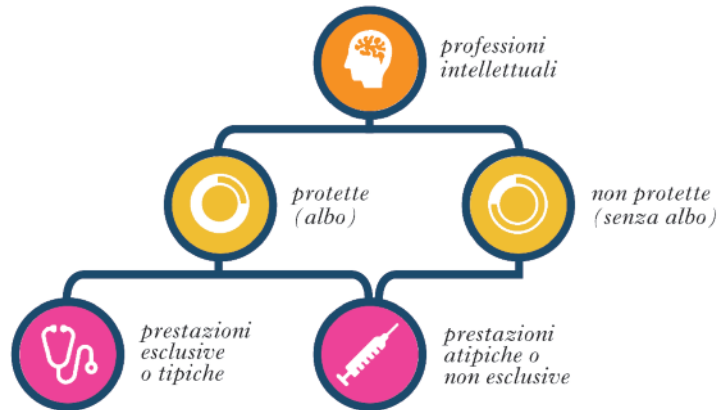 professioni
intellettuali
protette
(albo)
non protette
(senza albo)
prestazioni
esclusive
o tipiche
prestazioni
atipiche o
non esclusive